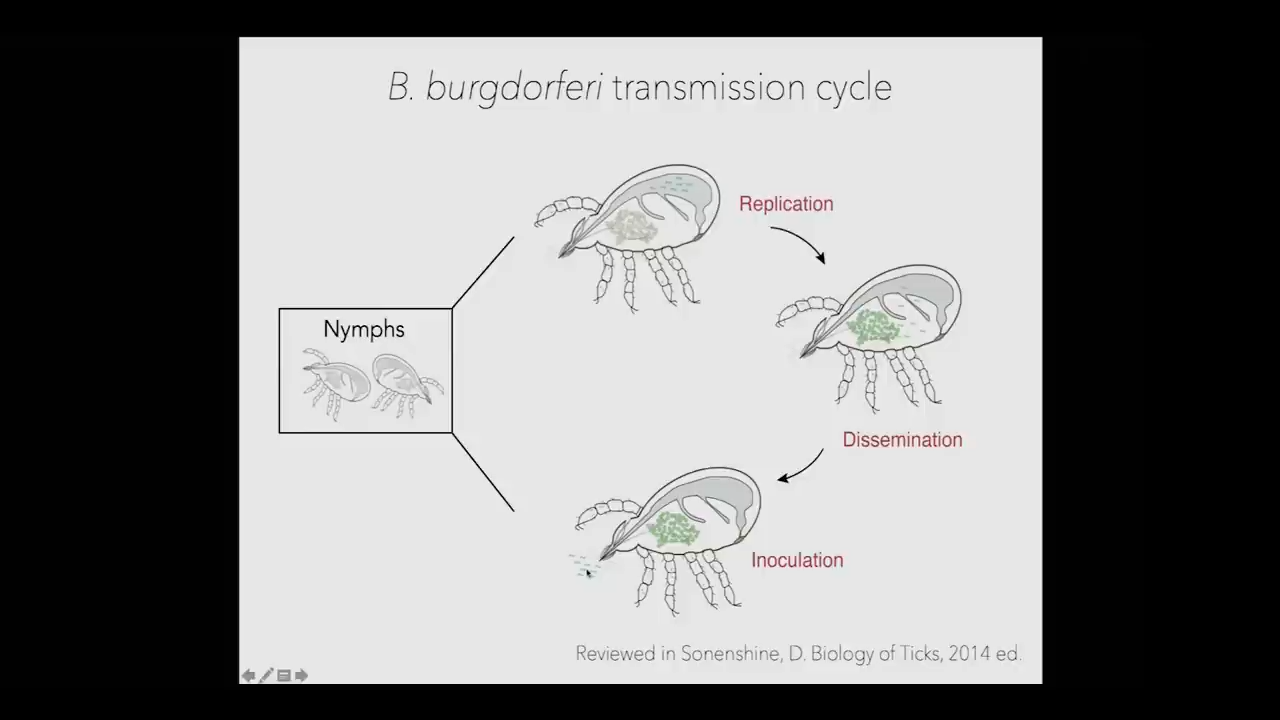 B. burgdorferi transmission cycle
Replication
Nymphs
Dissemination
Inoculation
Reviewed in Sonenshine, D. Biology of Ticks, 2014 ed.